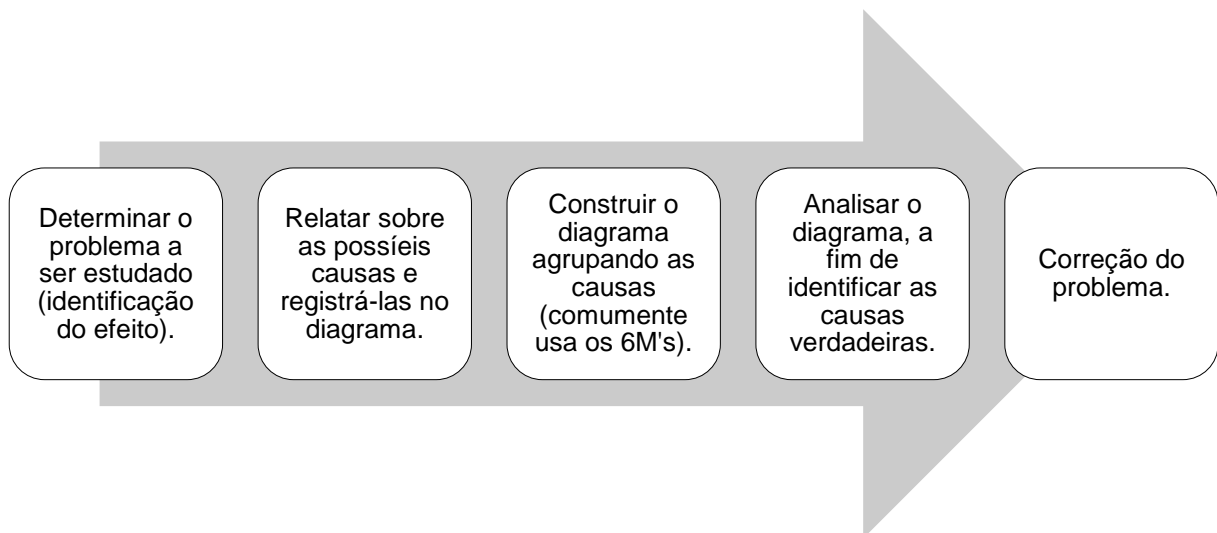 Determinar o
problema a
ser estudado
(identificação
do efeito).
Relatar sobre
as possíeis
causas e
registrá-las no
diagrama.
Construir o
diagrama
agrupando as
causas
(comumente
usa os 6M's).
Analisar o
diagrama, a
fim de
identificar as
causas
verdadeiras.
Correção do
problema.